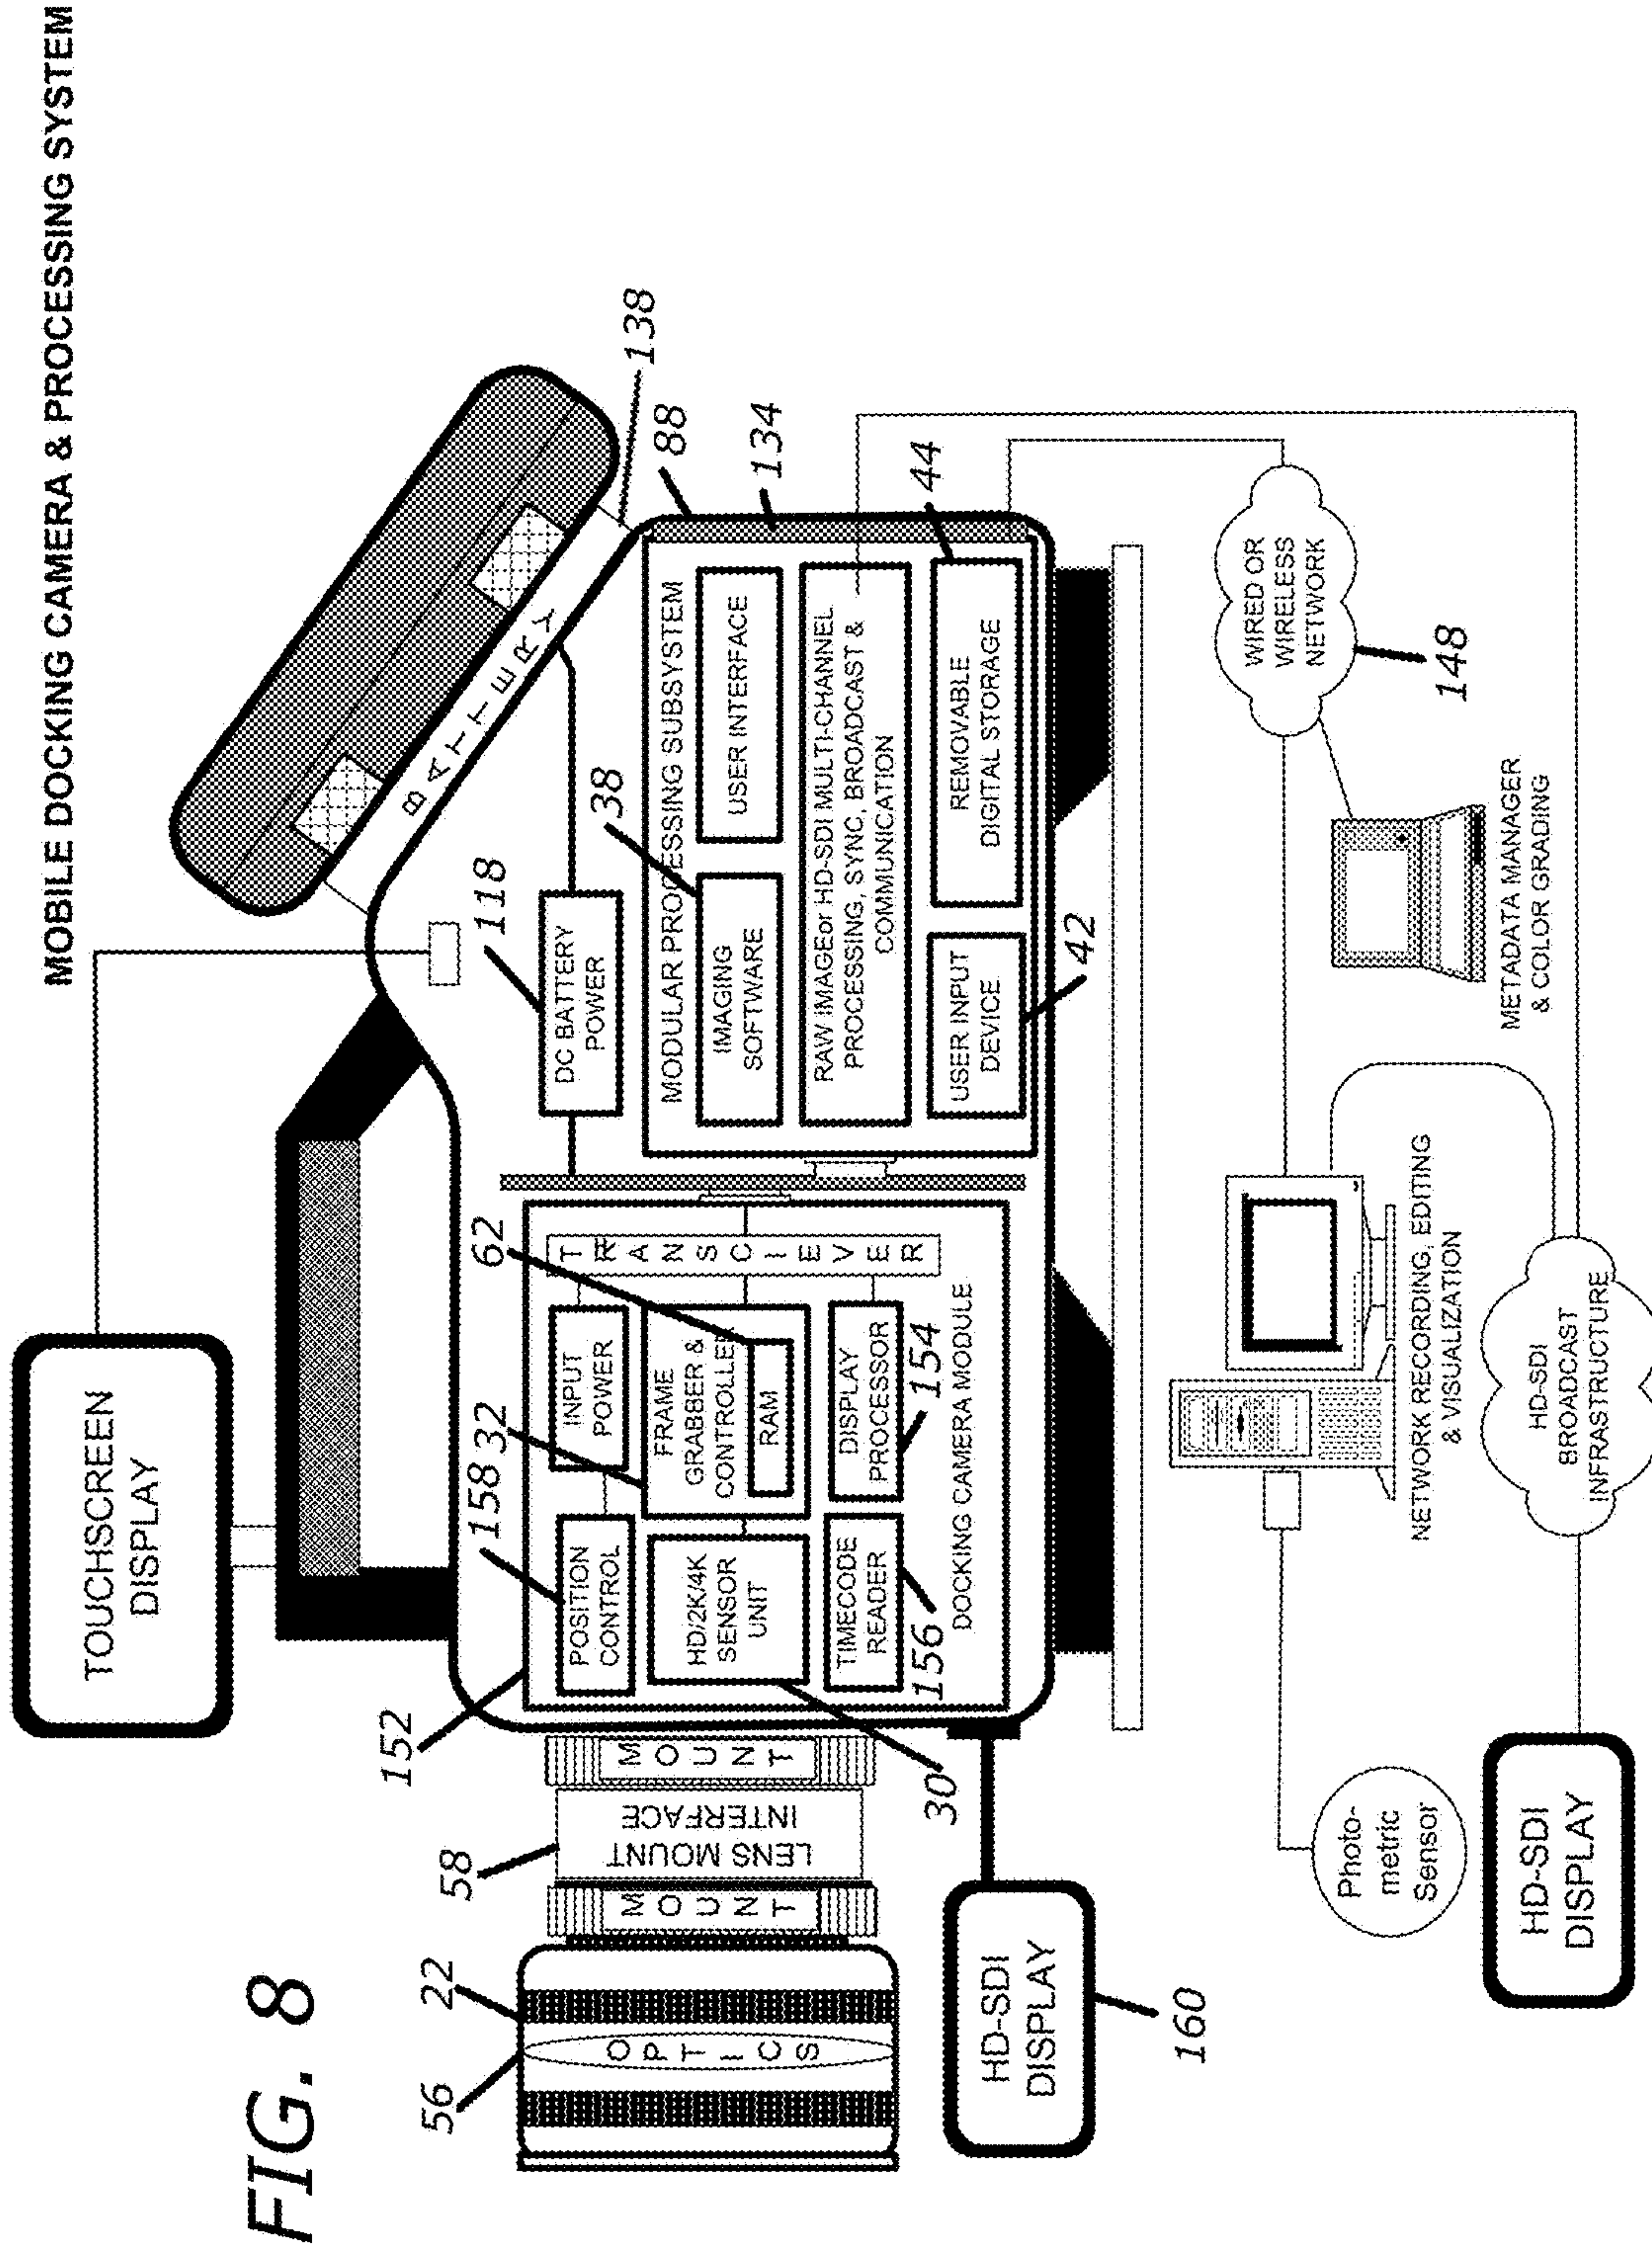 MOBILE DOCKING CAMERA & PROCESSING SYSTEM
FIG. 8
TOUCHSCREEN
DISPLAY
BATTERY
138
88
134
44
118
DC BATTERY
POWER
38
MODULAR PROCESSING SUBSYSTEM
IMAGING
SOFTWARE
USER INTERFACE
RAW IMAGEor HD-SDI MULTI-CHANNEL
PROCESSING, SYNC, BROADCAST &
COMMUNICATION
USER INPUT
DEVICE
REMOVABLE
DIGITAL STORAGE
42
56
22
OPTICS
MOUNT
58
LENS MOUNT
INTERFACE
MOUNT
152
158
32
62
POSITION
CONTROL
INPUT
POWER
HD/2K/4K
SENSOR
UNIT
FRAME
GRABBER &
CONTROLLER
RAM
TIMECODE
READER
DISPLAY
PROCESSOR
TRANSCIEVER
156
154
DOCKING CAMERA MODULE
30
HD-SDI
DISPLAY
160
WIRED OR
WIRELESS
NETWORK
148
METADATA MANAGER
& COLOR GRADING
NETWORK RECORDING, EDITING
& VISUALIZATION
Photo-
metric
Sensor
HD-SDI
BROADCAST
INFRASTRUCTURE
HD-SDI
DISPLAY